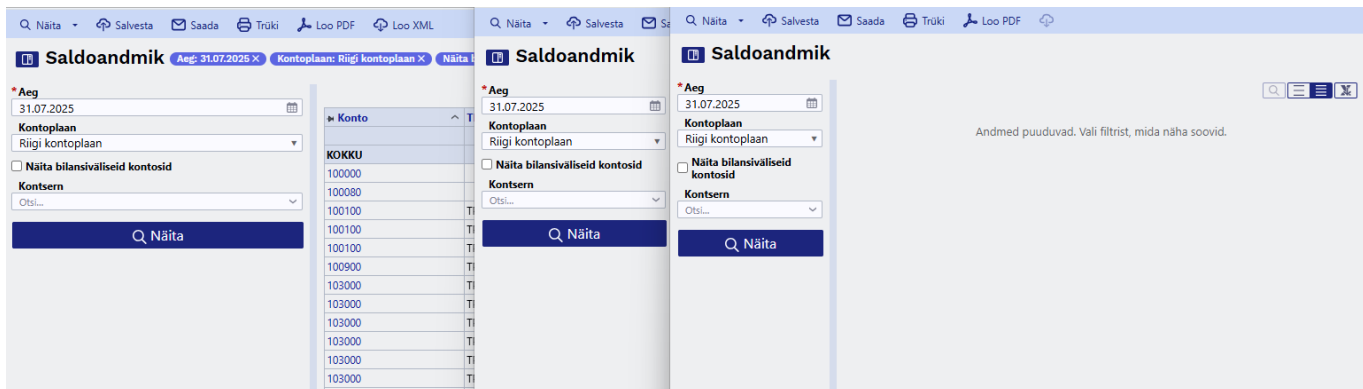 Näita Salvesta Saada Trüki Loo PDF Loo XML
Saldoandmik Aeg: 31.07.2025 × Kontoplaan: Riigi kontoplaan × Näita
* Aeg
31.07.2025
Kontoplaan
Riigi kontoplaan
Näita bilansiväliseid kontosid
Kontsern
Otsi...
Näita
Konto
KOKKU
100000
100080
100100
100100
100100
100900
103000
103000
103000
103000
103000
103000
Näita Salvesta
Saldoandmik
* Aeg
31.07.2025
Kontoplaan
Riigi kontoplaan
Näita bilansiväliseid kontosid
Kontsern
Otsi...
Näita
Näita Salvesta Saada Trüki Loo PDF
Saldoandmik
* Aeg
31.07.2025
Kontoplaan
Riigi kontoplaan
Näita bilansiväliseid
kontosid
Kontsern
Otsi...
Näita
Andmed puuduvad. Vali filtrist, mida näha soovid.